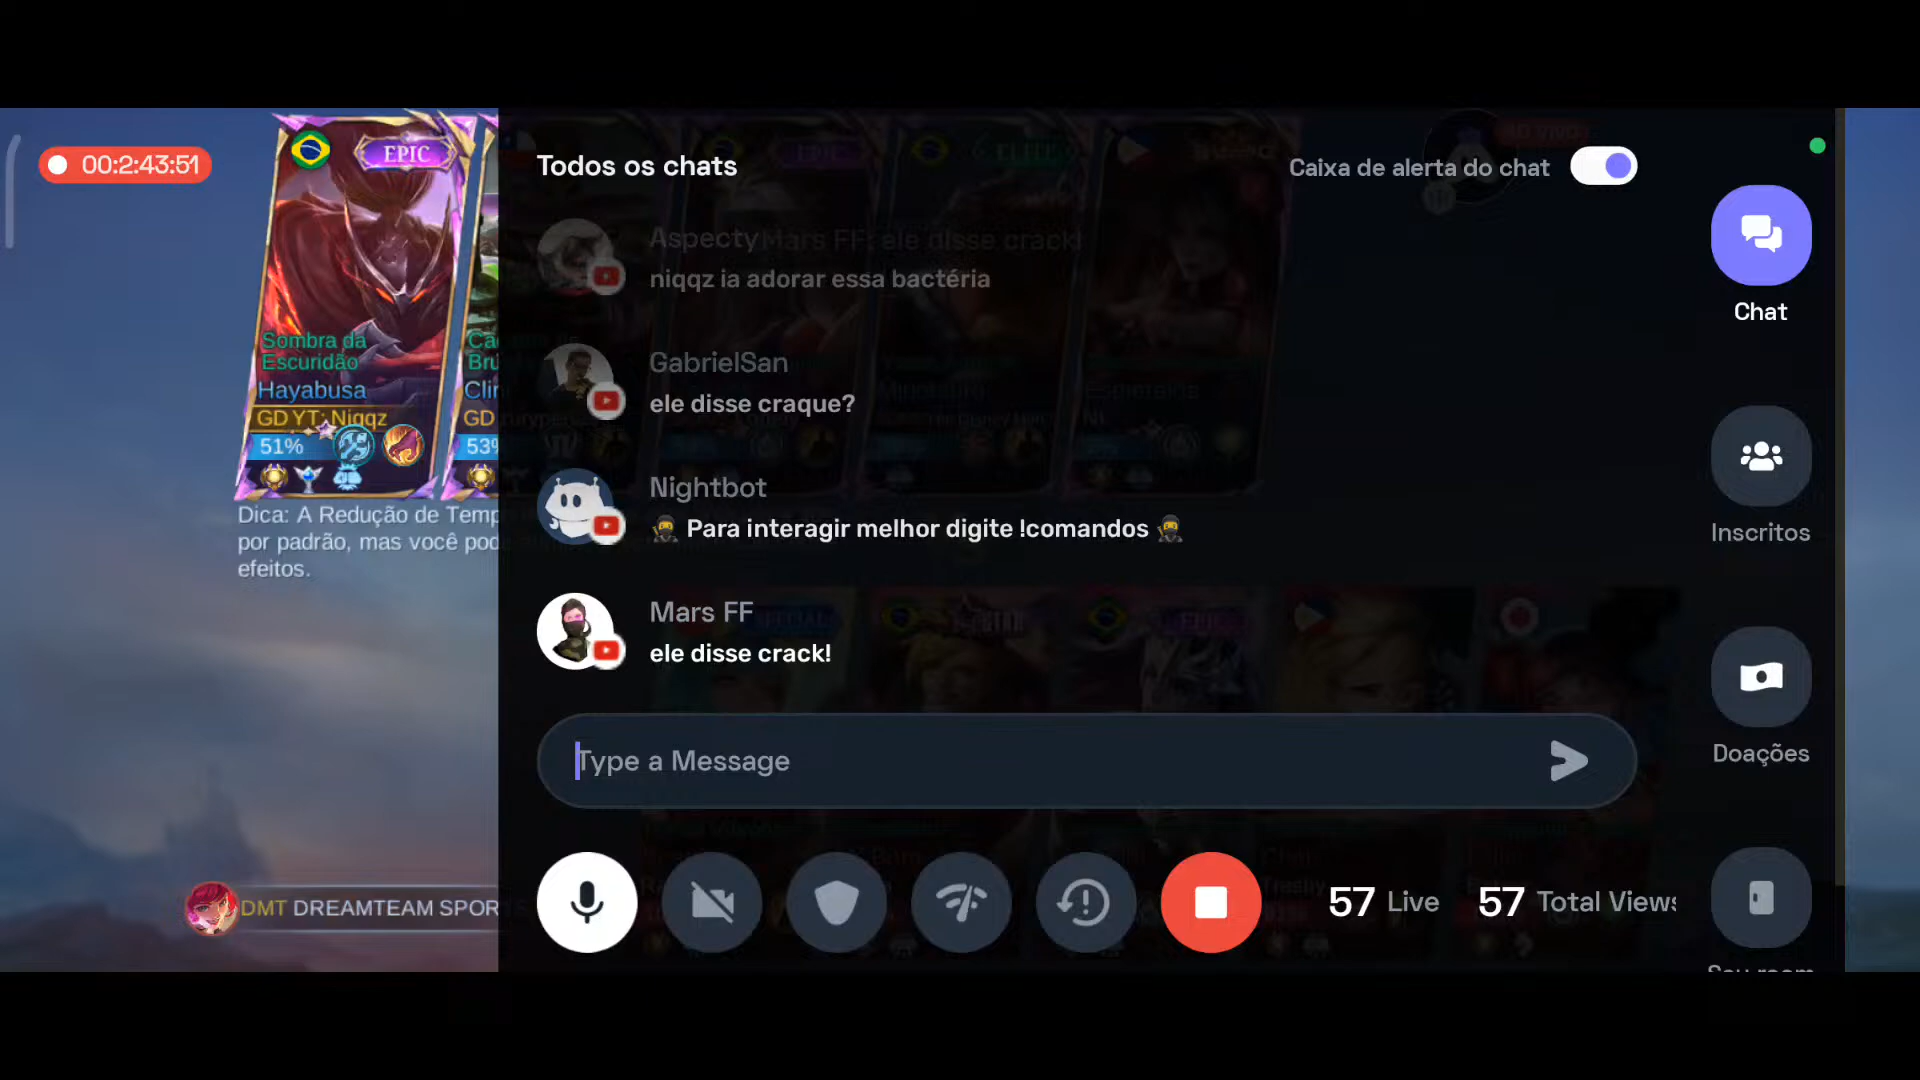 00:2:43:51
EPIC
Sombra da
Escuridão
Hayabusa
GD YT: Niqqz
51%
GD
53%
Dica: A Redução de Temp
por padrão, mas você pod
efeitos.
DMT DREAMTEAM SPOR
Todos os chats
Caixa de alerta do chat
Aspecty
Mars FF: ele disse crack!
niqqz ia adorar essa bactéria
GabrielSan
ele disse craque?
Nightbot
Para interagir melhor digite !comandos
Mars FF
ele disse crack!
Type a Message
57 Live
57 Total Views
Chat
Inscritos
Doações